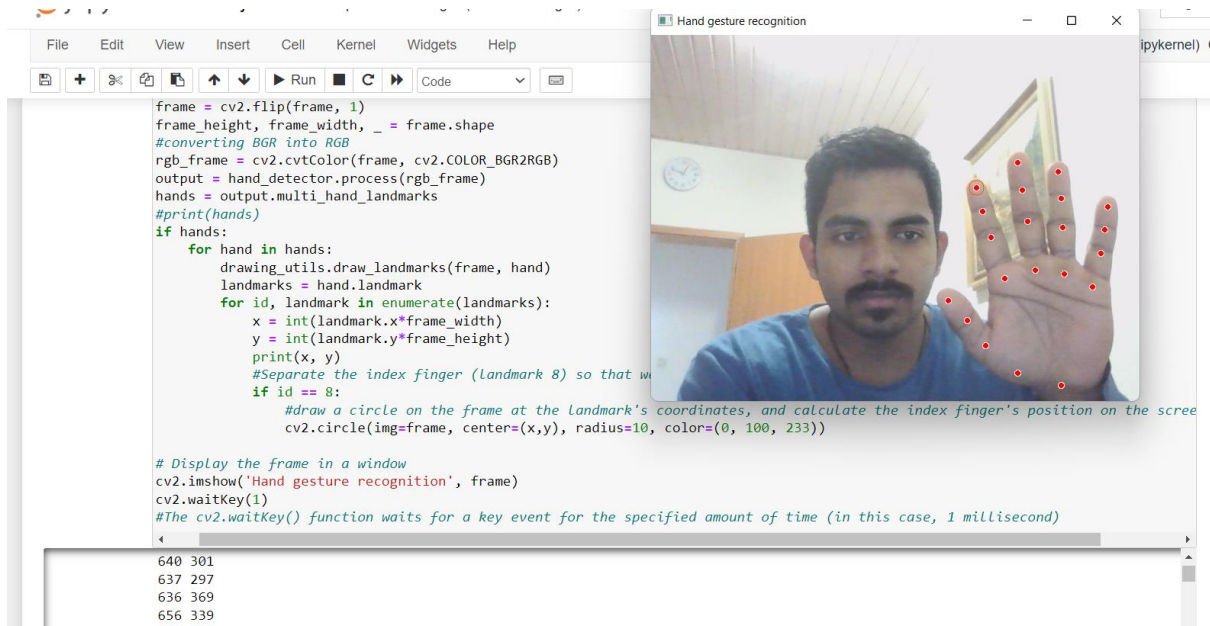 Hand gesture recognition
File Edit View Insert Cell Kernel Widgets Help
ipykernel)
Run Code
frame = cv2.flip(frame, 1)
frame_height, frame_width, _ = frame.shape
#converting BGR into RGB
rgb_frame = cv2.cvtColor(frame, cv2.COLOR_BGR2RGB)
output = hand_detector.process(rgb_frame)
hands = output.multi_hand_landmarks
#print(hands)
if hands:
    for hand in hands:
        drawing_utils.draw_landmarks(frame, hand)
        landmarks = hand.landmark
        for id, landmark in enumerate(landmarks):
            x = int(landmark.x*frame_width)
            y = int(landmark.y*frame_height)
            print(x, y)
            #Separate the index finger (landmark 8) so that
            if id == 8:
                #draw a circle on the frame at the landmark's coordinates, and calculate the index finger's position on the scree
                cv2.circle(img=frame, center=(x,y), radius=10, color=(0, 100, 233))
# Display the frame in a window
cv2.imshow('Hand gesture recognition', frame)
cv2.waitKey(1)
#The cv2.waitKey() function waits for a key event for the specified amount of time (in this case, 1 millisecond)
640 301
637 297
636 369
656 339